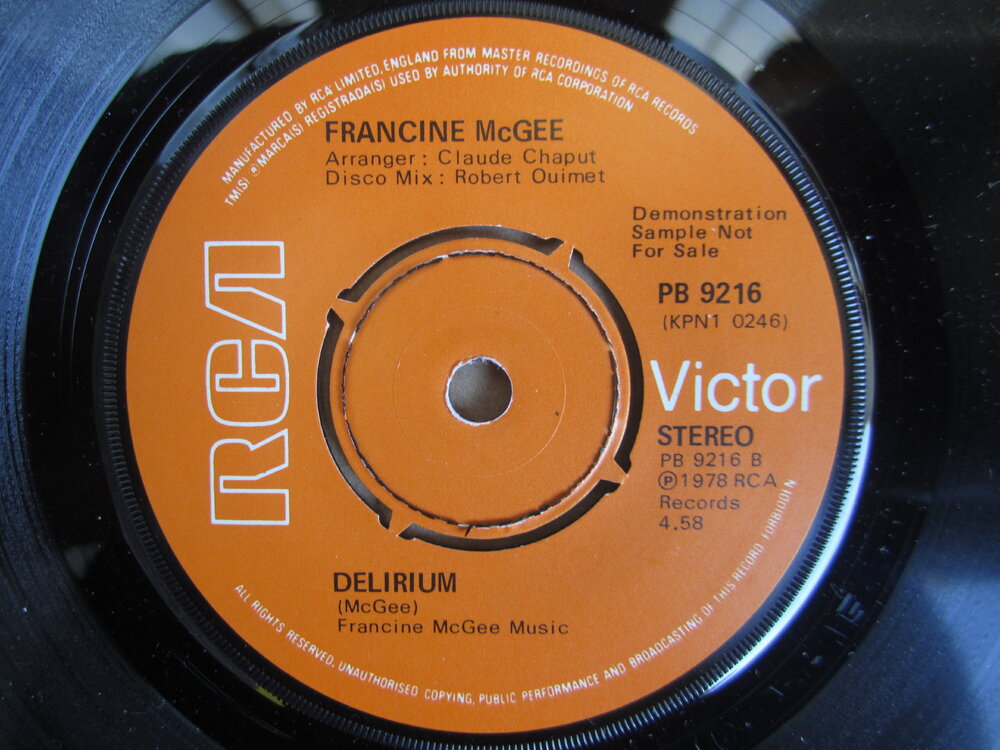 MANUFACTURED BY RCA LIMITED, ENGLAND FROM MASTER RECORDINGS OF RCA RECORDS
TM(S) ® MARCA(S) REGISTRADA(S) USED BY AUTHORITY OF RCA CORPORATION
FRANCINE McGEE
Arranger : Claude Chaput
Disco Mix : Robert Ouimet
Demonstration
Sample Not
For Sale
PB 9216
(KPN1 0246)
RCA
Victor
STEREO
PB 9216 B
Ⓟ1978 RCA
Records
4.58
DELIRIUM
(McGee)
Francine McGee Music
ALL RIGHTS RESERVED. UNAUTHORISED COPYING, PUBLIC PERFORMANCE AND BROADCASTING OF THIS RECORD FORBIDDEN